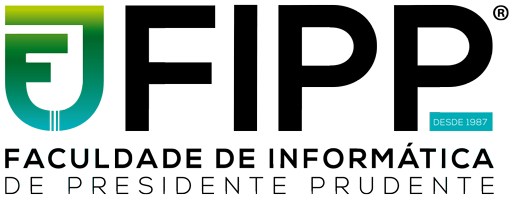 FIPP®
DESDE 1987
FACULDADE DE INFORMÁTICA
DE PRESIDENTE PRUDENTE